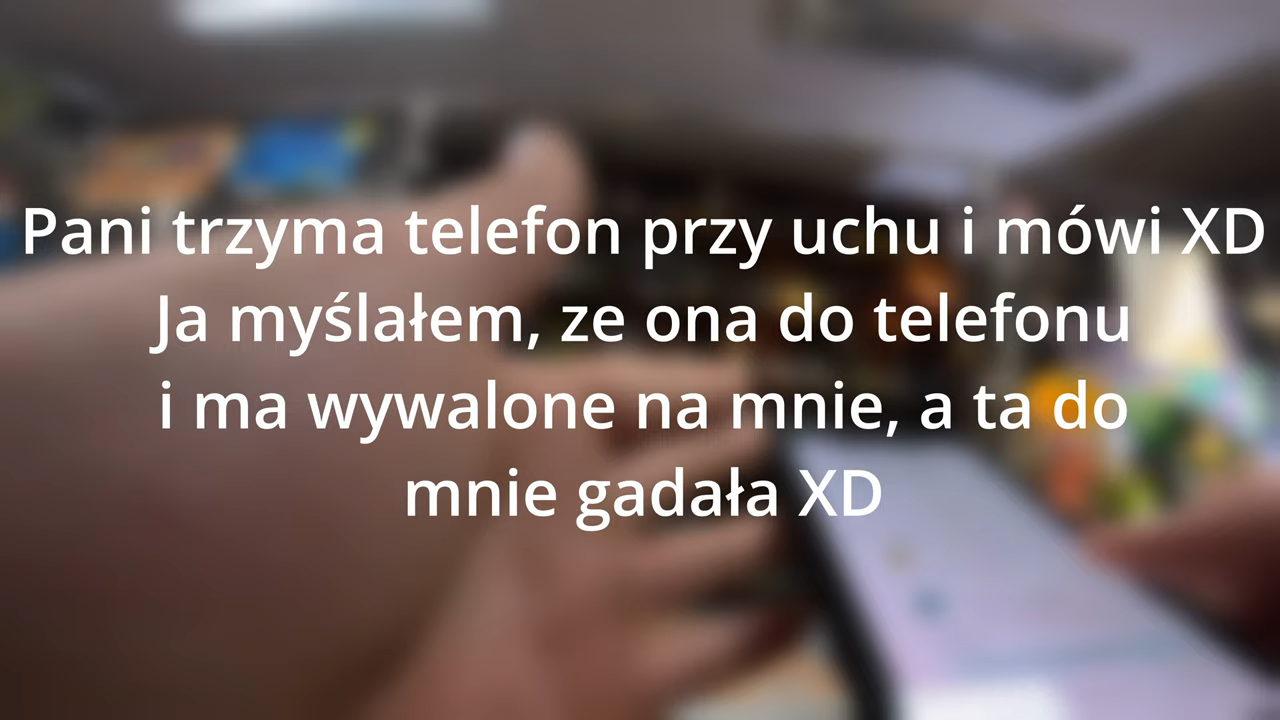 Pani trzyma telefon przy uchu i mówi XD
Ja myślałem, ze ona do telefonu
i ma wywalone na mnie, a ta do
mnie gadała XD